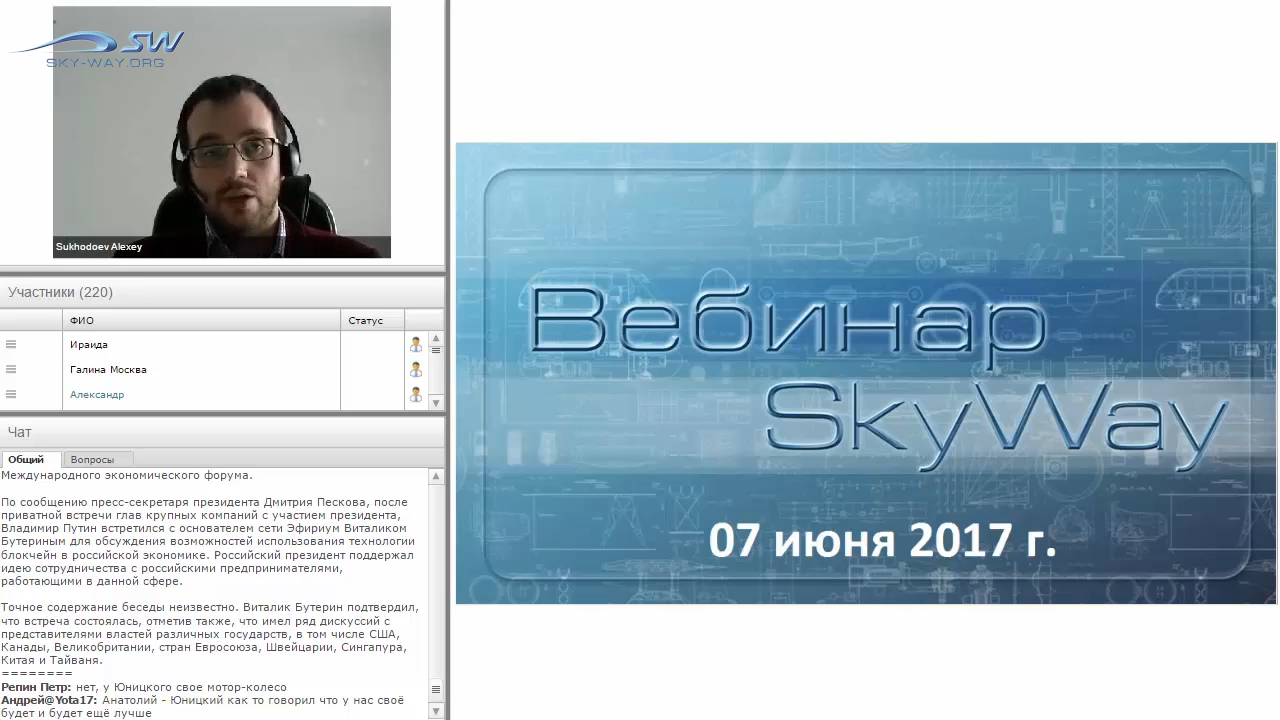 SW
SKY-WAY.ORG
Sukhodoev Alexey
Участники (220)
ФИО
Статус
Ираида
Галина Москва
Александр
Чат
Общий
Вопросы
Международного экономического форума.
По сообщению пресс-секретаря президента Дмитрия Пескова, после
приватной встречи глав крупных компаний с участием президента,
Владимир Путин встретился с основателем сети Эфириум Виталиком
Бутериным для обсуждения возможностей использования технологии
блокчейн в российской экономике. Российский президент поддержал
идею сотрудничества с российскими предпринимателями,
работающими в данной сфере.
Точное содержание беседы неизвестно. Виталик Бутерин подтвердил,
что встреча состоялась, отметив также, что имел ряд дискуссий с
представителями властей различных государств, в том числе США,
Канады, Великобритании, стран Евросоюза, Швейцарии, Сингапура,
Китая и Тайваня.
========
Репин Петр: нет, у Юницкого свое мотор-колесо
Андрей@Yota17: Анатолий - Юницкий как то говорил что у нас своё
будет и будет ещё лучше
Вебинар
SkyWay
07 июня 2017 г.